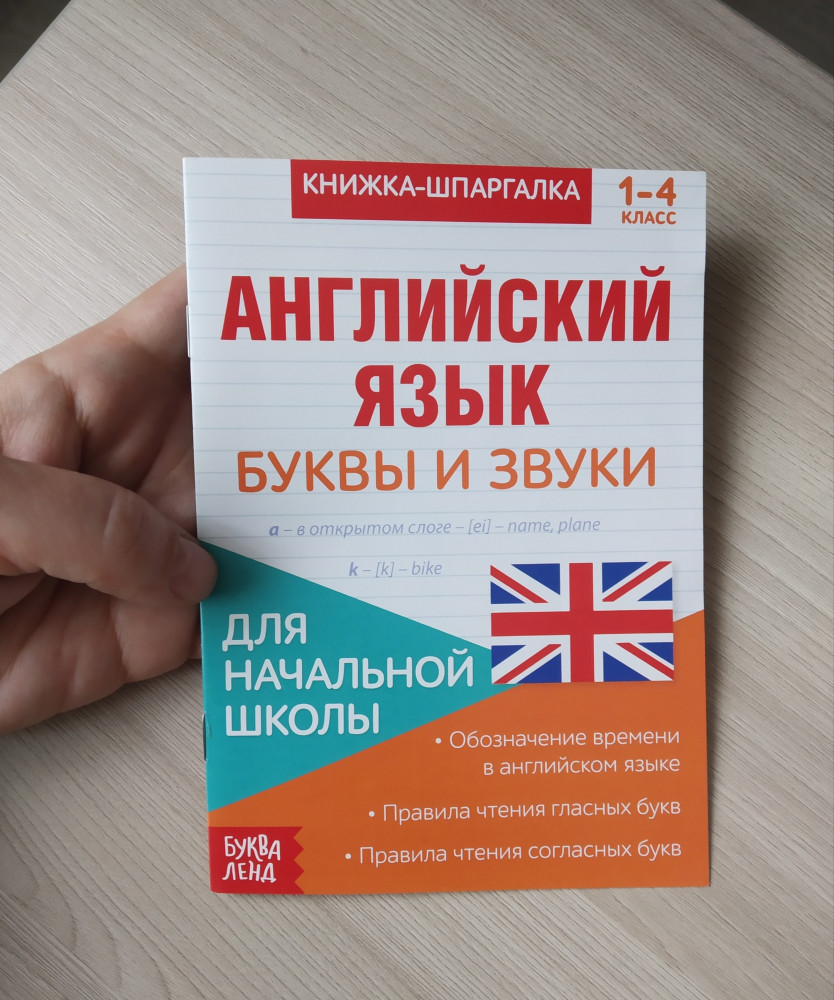 КНИЖКА-ШПАРГАЛКА
1–4
КЛАСС
АНГЛИЙСКИЙ
ЯЗЫК
БУКВЫ И ЗВУКИ
a – в открытом слоге – [ei] – name, plane
k – [k] – bike
ДЛЯ
НАЧАЛЬНОЙ
ШКОЛЫ
• Обозначение времени
в английском языке
• Правила чтения гласных букв
• Правила чтения согласных букв
БУКВА
ЛЕНД